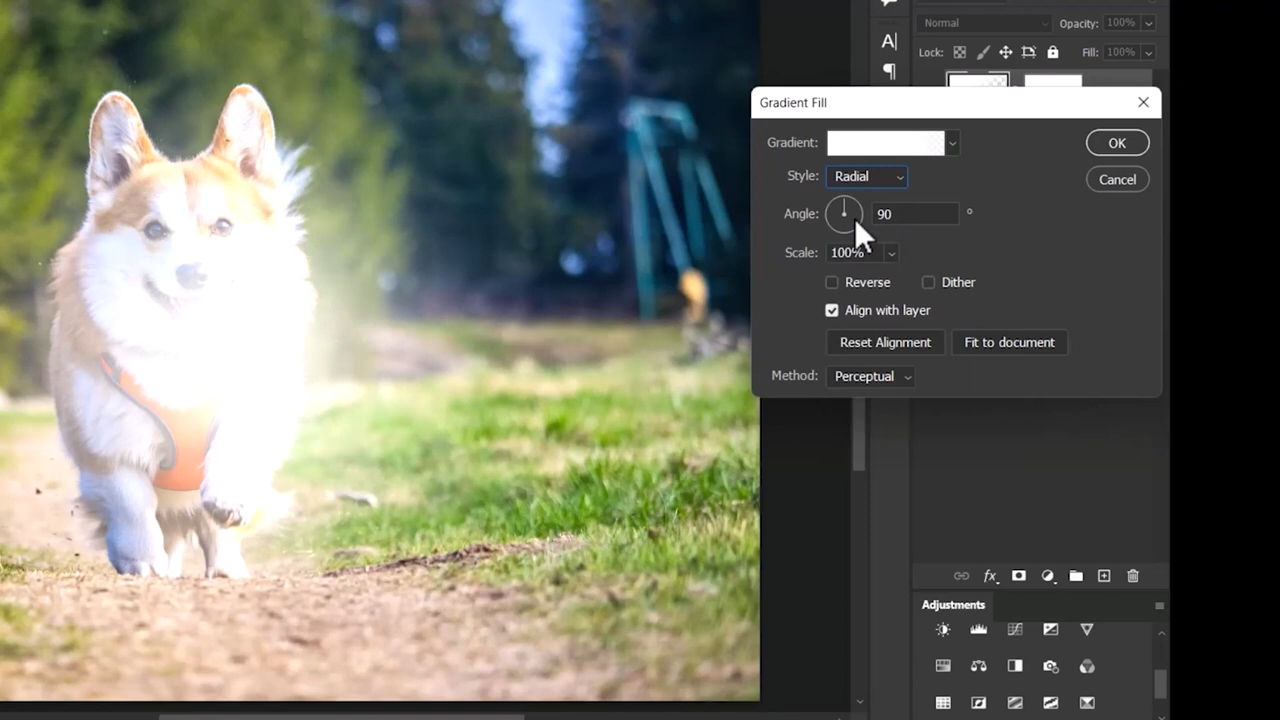 Normal Opacity: 100%
Lock: Fill: 100%
A|
Gradient Fill
Gradient:
OK
Style: Radial
Cancel
Angle: 90 °
Scale: 100%
Reverse Dither
Align with layer
Reset Alignment Fit to document
Method: Perceptual
fx
Adjustments